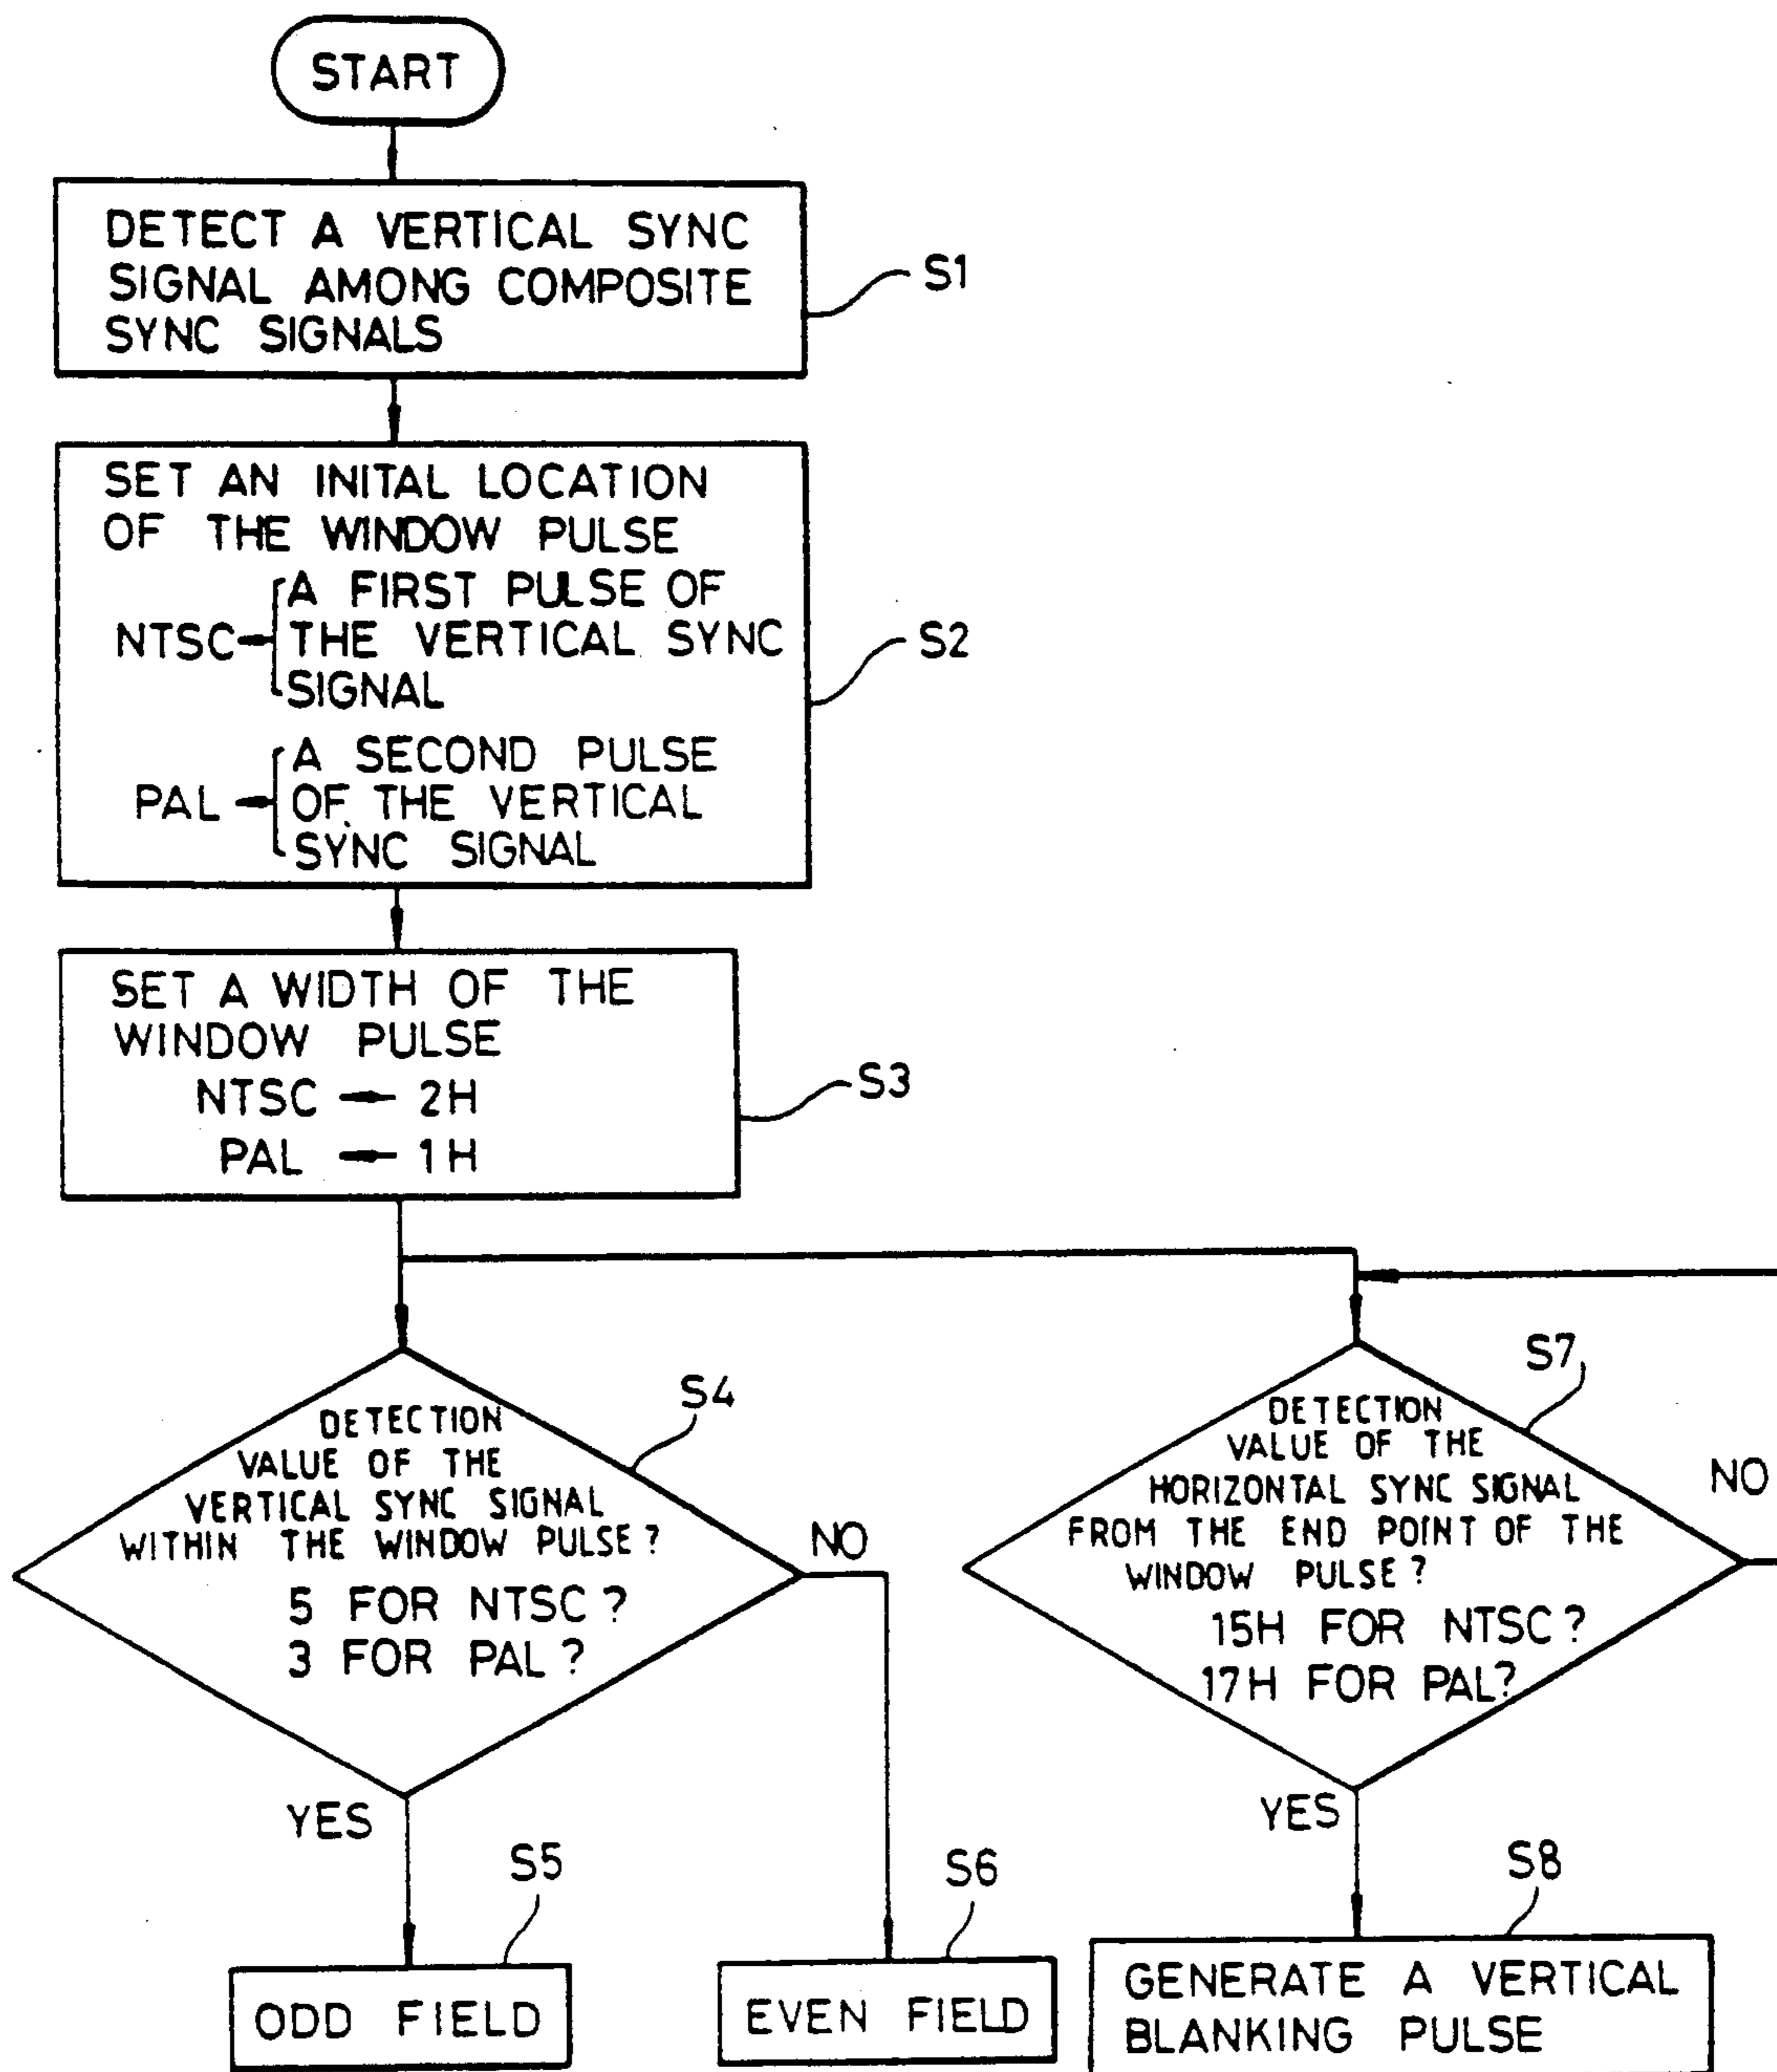 START
DETECT A VERTICAL SYNC
SIGNAL AMONG COMPOSITE
SYNC SIGNALS
S1
SET AN INITAL LOCATION
OF THE WINDOW PULSE
A FIRST PULSE OF
NTSC THE VERTICAL SYNC
SIGNAL
S2
A SECOND PULSE
PAL OF THE VERTICAL
SYNC SIGNAL
SET A WIDTH OF THE
WINDOW PULSE
NTSC 2H
PAL 1H
S3
S4
DETECTION
VALUE OF THE
VERTICAL SYNC SIGNAL
WITHIN THE WINDOW PULSE?
5 FOR NTSC?
3 FOR PAL?
NO
YES
S5
ODD FIELD
S6
EVEN FIELD
S7
DETECTION
VALUE OF THE
HORIZONTAL SYNC SIGNAL
FROM THE END POINT OF THE
WINDOW PULSE?
15H FOR NTSC?
17H FOR PAL?
NO
YES
S8
GENERATE A VERTICAL
BLANKING PULSE